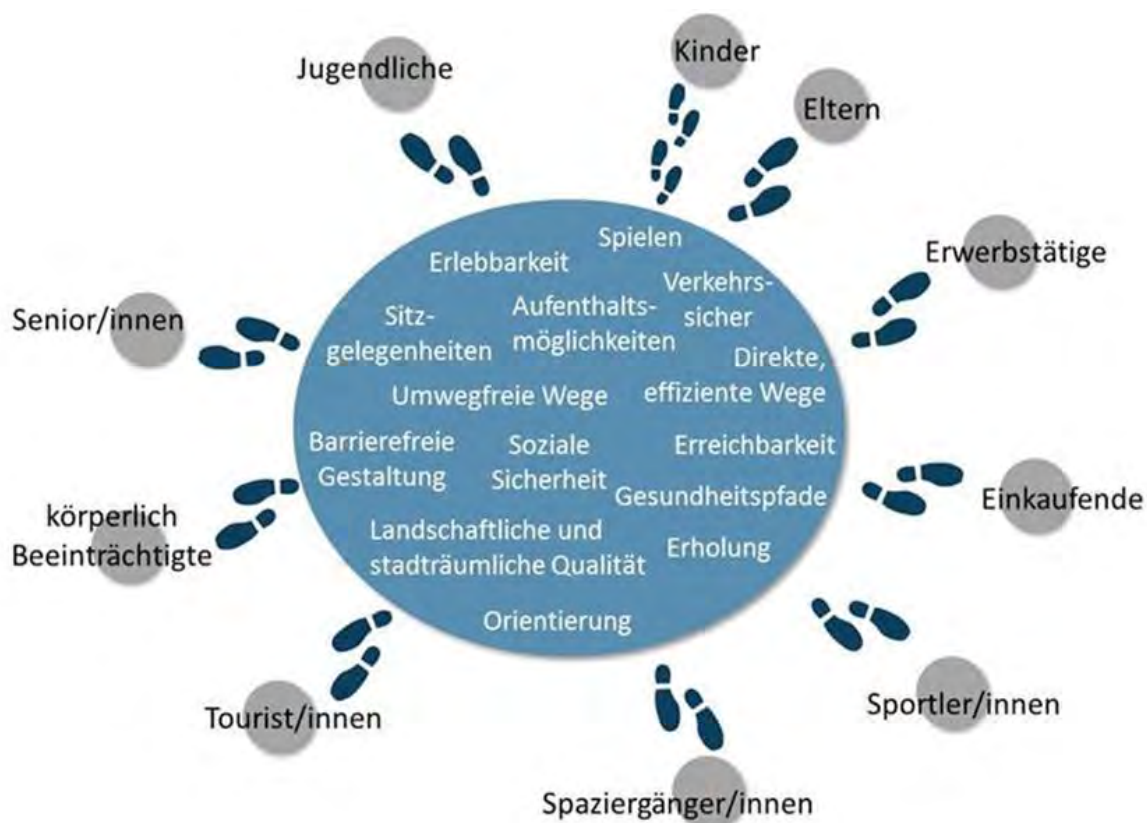 Kinder
Jugendliche
Eltern
Erwerbstätige
Senior/innen
Einkaufende
körperlich
Beeinträchtigte
Sportler/innen
Tourist/innen
Spaziergänger/innen
Spielen
Erlebbarkeit
Verkehrs-
sicher
Aufenthalts-
möglichkeiten
Sitz-
gelegenheiten
Direkte,
effiziente Wege
Umwegfreie Wege
Barrierefreie
Gestaltung
Soziale
Sicherheit
Erreichbarkeit
Gesundheitspfade
Landschaftliche und
stadträumliche Qualität
Erholung
Orientierung